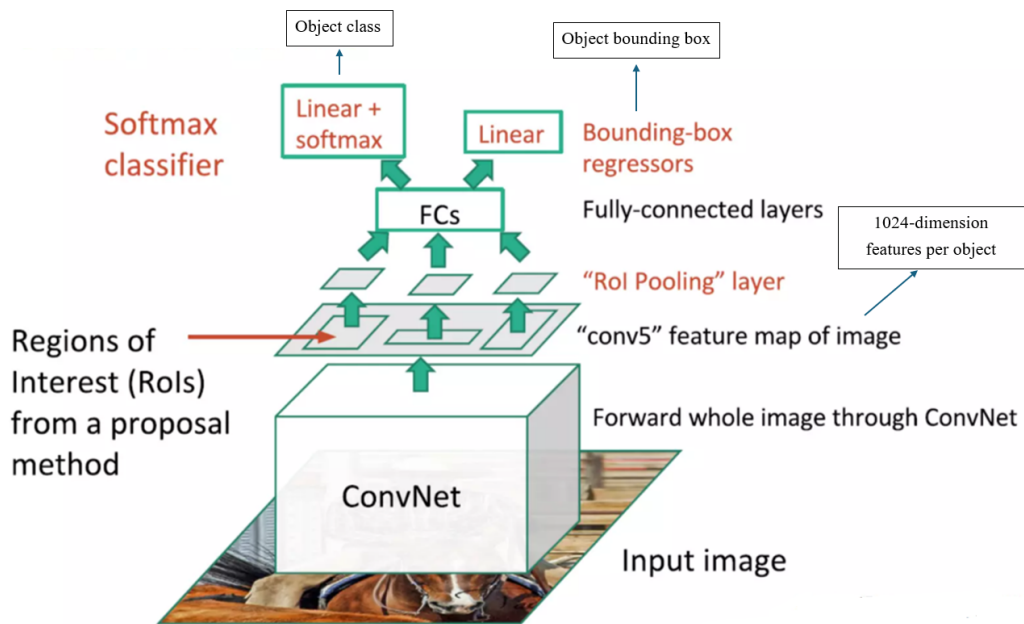 Object class
Object bounding box
Softmax
classifier
Linear +
softmax
Linear
Bounding-box
regressors
FCs
Fully-connected layers
1024-dimension
features per object
“RoI Pooling” layer
Regions of
Interest (RoIs)
from a proposal
method
“conv5” feature map of image
Forward whole image through ConvNet
ConvNet
Input image